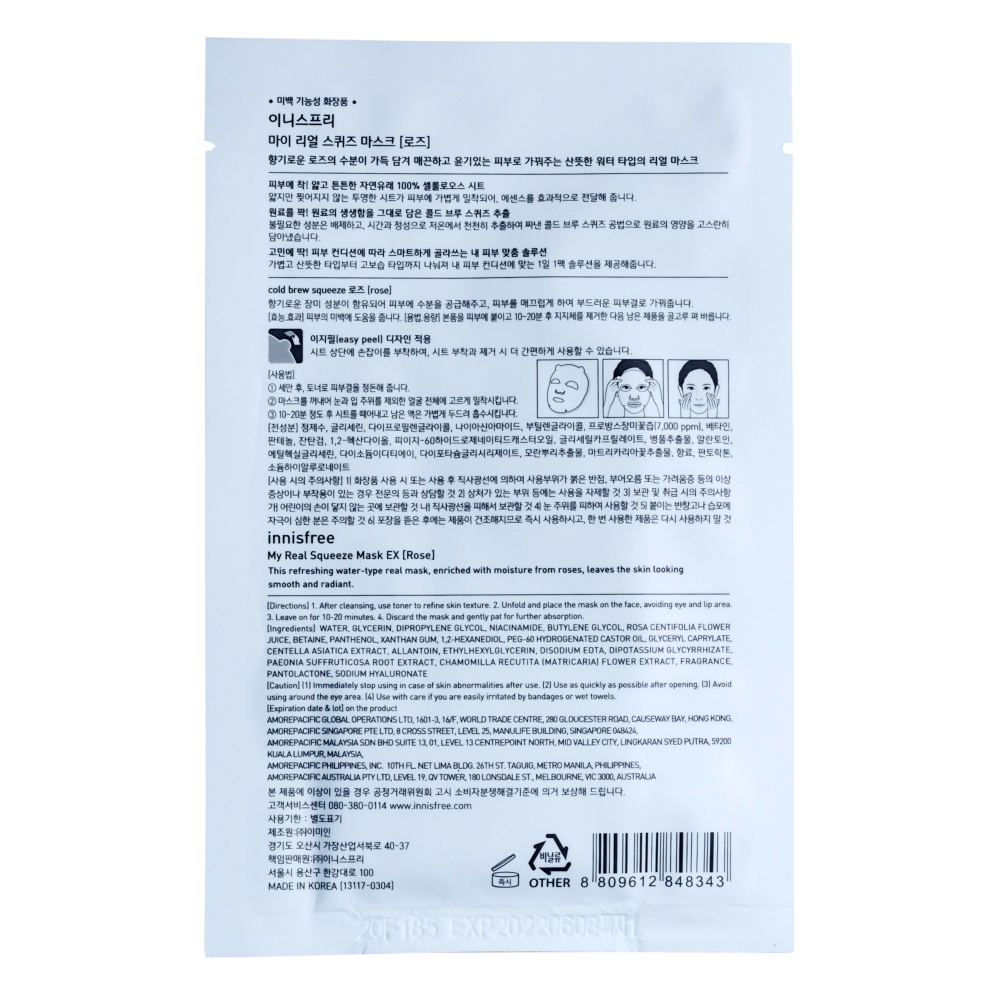 • 미백 기능성 화장품 •
이니스프리
마이 리얼 스퀴즈 마스크 [로즈]
향기로운 로즈의 수분이 가득 담겨 매끈하고 윤기있는 피부로 가꿔주는 산뜻한 워터 타입의 리얼 마스크
피부에 착! 얇고 튼튼한 자연유래 100% 셀룰로오스 시트
얇지만 찢어지지 않는 투명한 시트가 피부에 가볍게 밀착되어, 에센스를 효과적으로 전달해 줍니다.
원료를 꽉! 원료의 생생함을 그대로 담은 콜드 브루 스퀴즈 추출
불필요한 성분은 배제하고, 시간과 정성으로 저온에서 천천히 추출하여 짜낸 콜드 브루 스퀴즈 공법으로 원료의 영양을 고스란히
담아냈습니다.
고민에 딱! 피부 컨디션에 따라 스마트하게 골라쓰는 내 피부 맞춤 솔루션
가볍고 산뜻한 타입부터 고보습 타입까지 나눠져 내 피부 컨디션에 맞는 1일 1팩 솔루션을 제공해줍니다.
cold brew squeeze 로즈 [rose]
향기로운 장미 성분이 함유되어 피부에 수분을 공급해주고, 피부를 매끄럽게 하여 부드러운 피부결로 가꿔줍니다.
[효능.효과] 피부의 미백에 도움을 줍니다. [용법.용량] 본품을 피부에 붙이고 10-20분 후 지지체를 제거한 다음 남은 제품을 골고루 펴 바릅니다.
이지필(easy peel) 디자인 적용
시트 상단에 손잡이를 부착하여, 시트 부착과 제거 시 더 간편하게 사용할 수 있습니다.
[사용법]
① 세안 후, 토너로 피부결을 정돈해 줍니다.
② 마스크를 꺼내어 눈과 입 주위를 제외한 얼굴 전체에 고르게 밀착시킵니다.
③ 10-20분 정도 후 시트를 떼어내고 남은 액은 가볍게 두드려 흡수시킵니다.
[전성분] 정제수, 글리세린, 다이프로필렌글라이콜, 나이아신아마이드, 부틸렌글라이콜, 프로방스장미꽃즙(7,000 ppm), 베타인,
판테놀, 잔탄검, 1,2-헥산다이올, 피이지-60하이드로제네이티드캐스터오일, 글리세릴카프릴레이트, 병풀추출물, 알란토인,
에틸헥실글리세린, 다이소듐이디티에이, 다이포타슘글리시리제이트, 모란뿌리추출물, 마트리카리아꽃추출물, 향료, 판토락톤,
소듐하이알루로네이트
[사용 시의 주의사항] 1) 화장품 사용 시 또는 사용 후 직사광선에 의하여 사용부위가 붉은 반점, 부어오름 또는 가려움증 등의 이상
증상이나 부작용이 있는 경우 전문의 등과 상담할 것 2) 상처가 있는 부위 등에는 사용을 자제할 것 3) 보관 및 취급 시의 주의사항
가) 어린이의 손이 닿지 않는 곳에 보관할 것 나) 직사광선을 피해서 보관할 것 4) 눈 주위를 피하여 사용할 것 5) 붙이는 반창고나 습포에
자극이 심한 분은 주의할 것 6) 포장을 뜯은 후에는 제품이 건조해지므로 즉시 사용하시고, 한 번 사용한 제품은 다시 사용하지 말 것
innisfree
My Real Squeeze Mask EX [Rose]
This refreshing water-type real mask, enriched with moisture from roses, leaves the skin looking
smooth and radiant.
[Directions] 1. After cleansing, use toner to refine skin texture. 2. Unfold and place the mask on the face, avoiding eye and lip area.
3. Leave on for 10-20 minutes. 4. Discard the mask and gently pat for further absorption.
[Ingredients] WATER, GLYCERIN, DIPROPYLENE GLYCOL, NIACINAMIDE, BUTYLENE GLYCOL, ROSA CENTIFOLIA FLOWER
JUICE, BETAINE, PANTHENOL, XANTHAN GUM, 1,2-HEXANEDIOL, PEG-60 HYDROGENATED CASTOR OIL, GLYCERYL CAPRYLATE,
CENTELLA ASIATICA EXTRACT, ALLANTOIN, ETHYLHEXYLGLYCERIN, DISODIUM EDTA, DIPOTASSIUM GLYCYRRHIZATE,
PAEONIA SUFFRUTICOSA ROOT EXTRACT, CHAMOMILLA RECUTITA (MATRICARIA) FLOWER EXTRACT, FRAGRANCE,
PANTOLACTONE, SODIUM HYALURONATE
[Caution] (1) Immediately stop using in case of skin abnormalities after use. (2) Use as quickly as possible after opening. (3) Avoid
using around the eye area. (4) Use with care if you are easily irritated by bandages or wet towels.
[Expiration date & lot] on the product
AMOREPACIFIC GLOBAL OPERATIONS LTD, 1601-3, 16/F, WORLD TRADE CENTRE, 280 GLOUCESTER ROAD, CAUSEWAY BAY, HONG KONG,
AMOREPACIFIC SINGAPORE PTE LTD, 8 CROSS STREET, LEVEL 25, MANULIFE BUILDING, SINGAPORE 048424,
AMOREPACIFIC MALAYSIA SDN BHD SUITE 13, 01, LEVEL 13 CENTREPOINT NORTH, MID VALLEY CITY, LINGKARAN SYED PUTRA, 59200
KUALA LUMPUR, MALAYSIA,
AMOREPACIFIC PHILIPPINES, INC. 10TH FL. NET LIMA BLDG. 26TH ST. TAGUIG, METRO MANILA, PHILIPPINES,
AMOREPACIFIC AUSTRALIA PTY LTD, LEVEL 19, QV TOWER, 180 LONSDALE ST., MELBOURNE, VIC 3000, AUSTRALIA
본 제품에 이상이 있을 경우 공정거래위원회 고시 소비자분쟁해결기준에 의거 보상해 드립니다.
고객서비스센터 080-380-0114 www.innisfree.com
사용기한 : 별도표기
제조원:㈜이미인
경기도 오산시 가장산업서북로 40-37
책임판매원:㈜이니스프리
서울시 용산구 한강대로 100
MADE IN KOREA [13117-0304]
즉시
비닐류
OTHER
8 809612 848343
EXP20220608